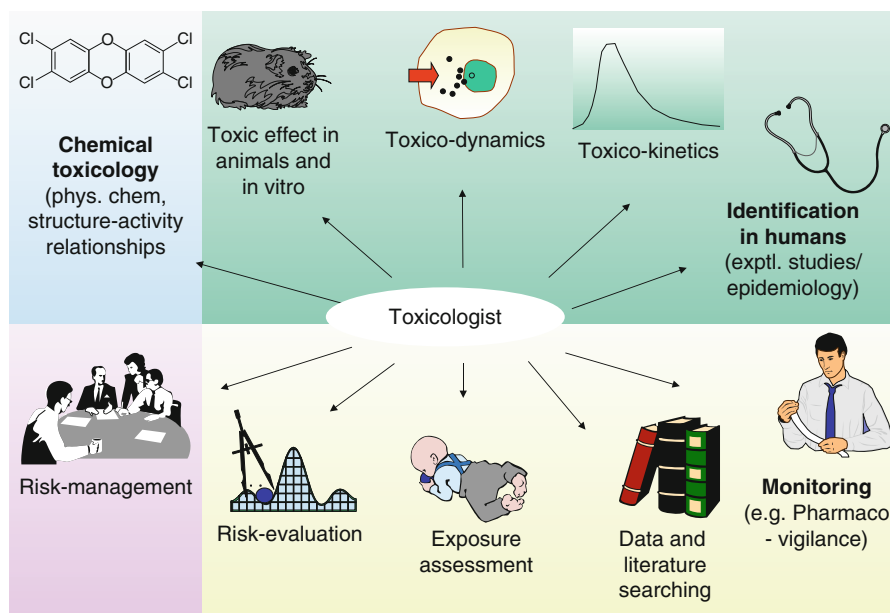 Cl
O
Cl
Cl
O
Cl
Chemical
toxicology
(phys. chem,
structure-activity
relationships
Toxic effect in
animals and
in vitro
Toxico-dynamics
Toxico-kinetics
Identification
in humans
(exptl. studies/
epidemiology)
Toxicologist
Risk-management
Risk-evaluation
Exposure
assessment
Data and
literature
searching
Monitoring
(e.g. Pharmaco
- vigilance)